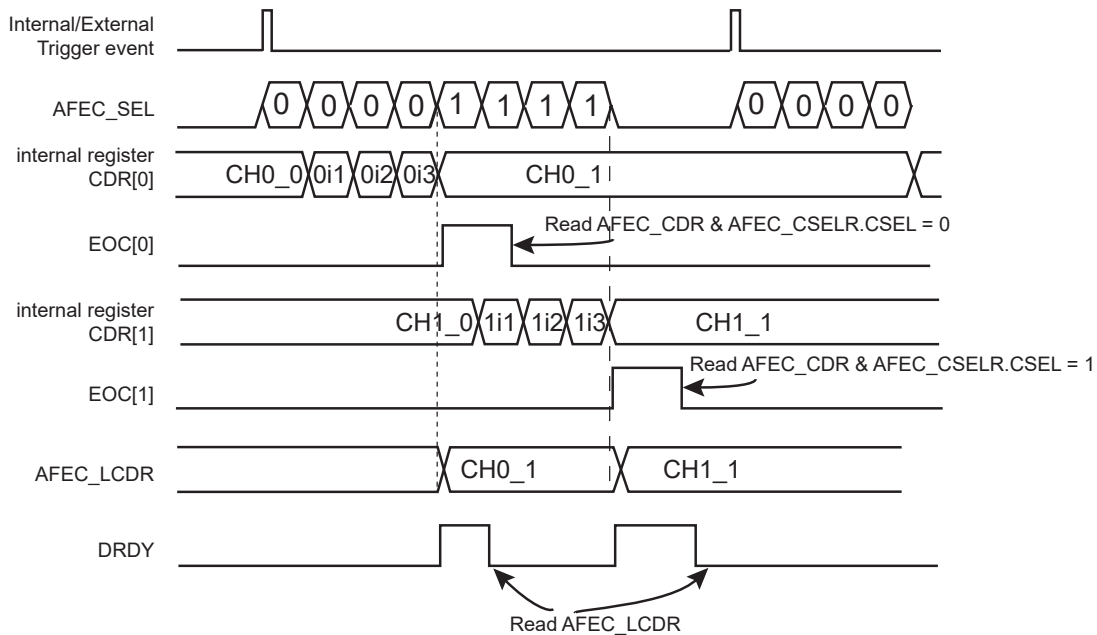 Internal/External
Trigger event
AFEC_SEL
0 0 0 0 1 1 1 1 0 0 0 0
internal register
CDR[0]
CH0_0 0i1 0i2 0i3 CH0_1
EOC[0]
Read AFEC_CDR & AFEC_CSELR.CSEL = 0
internal register
CDR[1]
CH1_0 1i1 1i2 1i3 CH1_1
EOC[1]
Read AFEC_CDR & AFEC_CSELR.CSEL = 1
AFEC_LCDR
CH0_1 CH1_1
DRDY
Read AFEC_LCDR